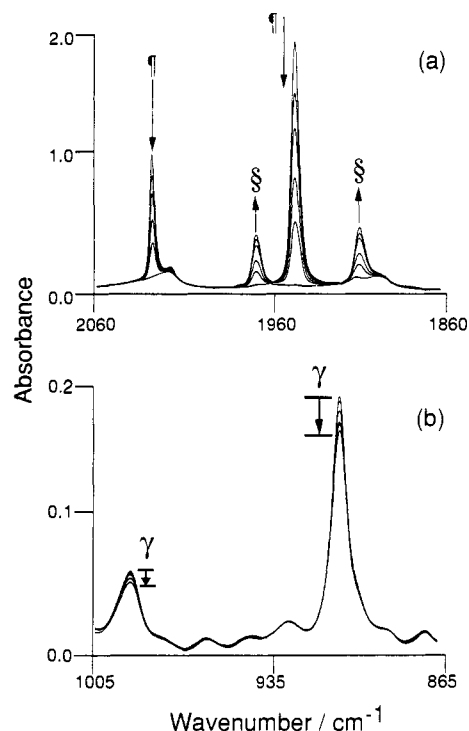 ¶ ¶ (a)
2.0
§ §
1.0
0.0
2060 1960 1860
Absorbance
γ (b)
0.2
0.1
γ
0.0
1005 935 865
Wavenumber / cm⁻¹